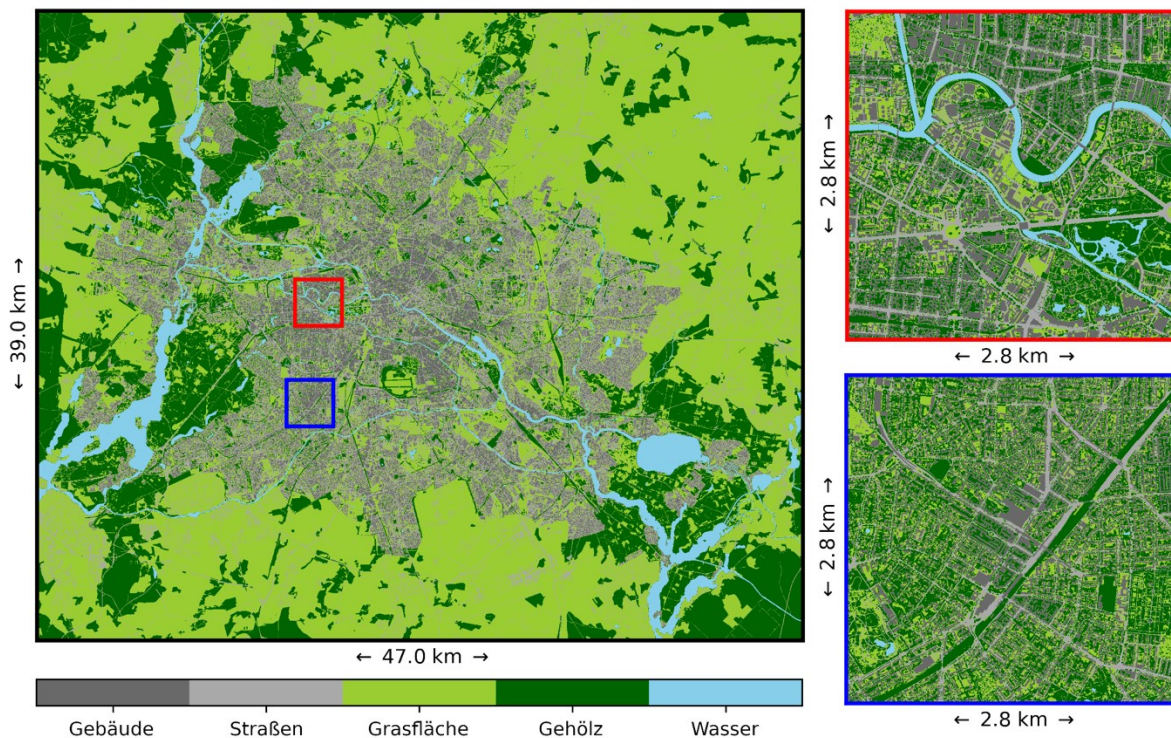 ← 39.0 km →
← 47.0 km →
Gebäude
Straßen
Grasfläche
Gehölz
Wasser
← 2.8 km →
← 2.8 km →
← 2.8 km →
← 2.8 km →